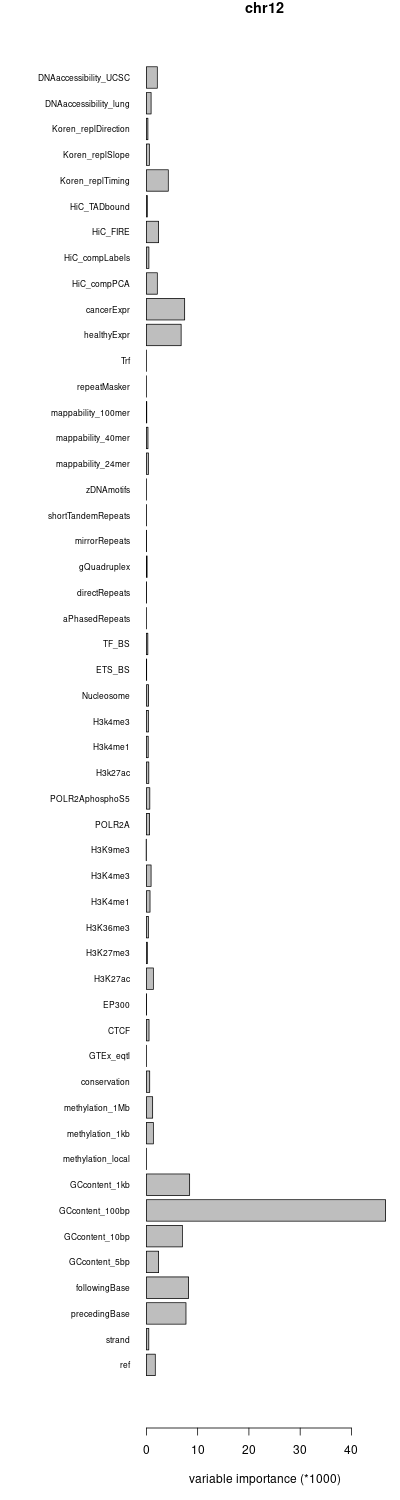 chr12
DNAaccessibility_UCSC
DNAaccessibility_lung
Koren_replDirection
Koren_replSlope
Koren_replTiming
HiC_TADbound
HiC_FIRE
HiC_compLabels
HiC_compPCA
cancerExpr
healthyExpr
Trf
repeatMasker
mappability_100mer
mappability_40mer
mappability_24mer
zDNAmotifs
shortTandemRepeats
mirrorRepeats
gQuadruplex
directRepeats
aPhasedRepeats
TF_BS
ETS_BS
Nucleosome
H3k4me3
H3k4me1
H3k27ac
POLR2AphosphoS5
POLR2A
H3K9me3
H3K4me3
H3K4me1
H3K36me3
H3K27me3
H3K27ac
EP300
CTCF
GTEx_eqtl
conservation
methylation_1Mb
methylation_1kb
methylation_local
GCcontent_1kb
GCcontent_100bp
GCcontent_10bp
GCcontent_5bp
followingBase
precedingBase
strand
ref
0 10 20 30 40
variable importance (*1000)